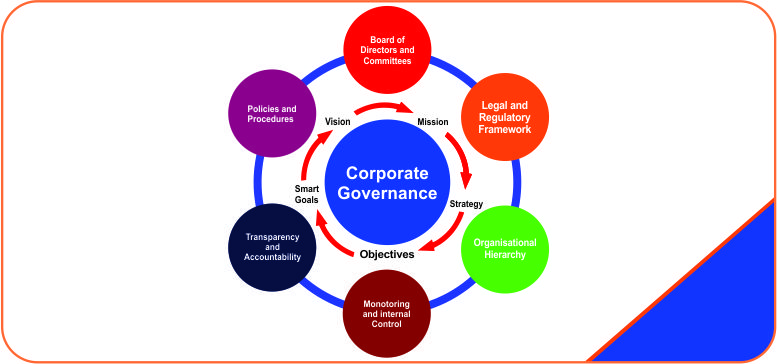 Board of
Directors and
Committees
Policies and
Procedures
Legal and
Regulatory
Framework
Vision
Mission
Corporate
Governance
Smart
Goals
Strategy
Transparency
and
Accountability
Organisational
Hierarchy
Objectives
Monotoring
and internal
Control